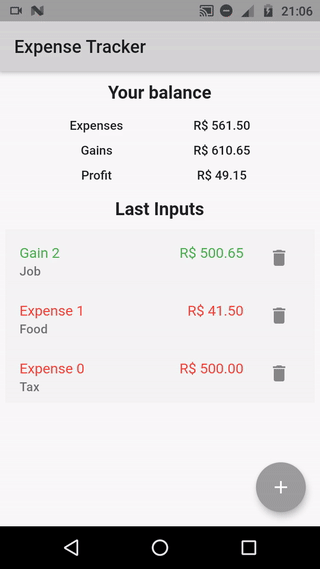 21:06
Expense Tracker
Your balance
Expenses R$ 561.50
Gains R$ 610.65
Profit R$ 49.15
Last Inputs
Gain 2 R$ 500.65
Job
Expense 1 R$ 41.50
Food
Expense 0 R$ 500.00
Tax
+